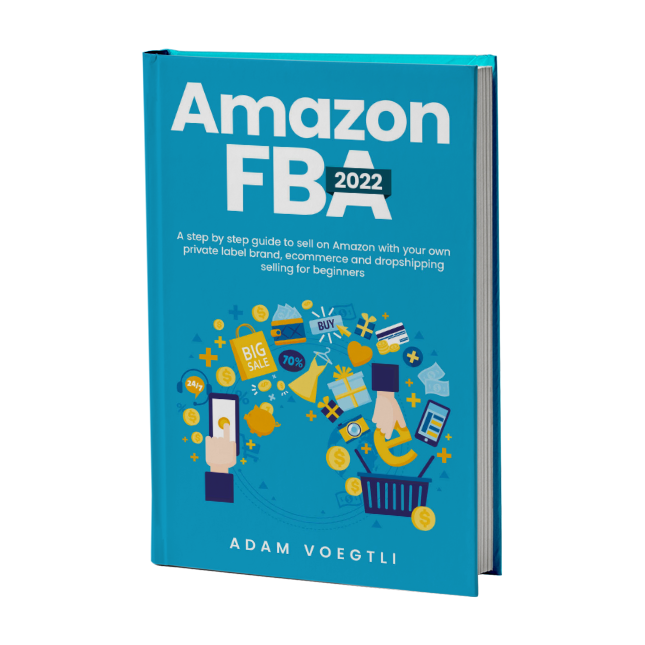 Amazon
FBA
2022
A step by step guide to sell on Amazon with your own
private label brand, ecommerce and dropshipping
selling for beginners
BUY
BIG
SALE
70%
24/7
e
ADAM VOEGTLI